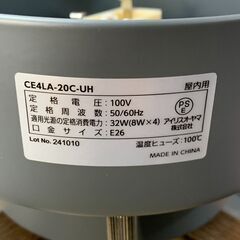 CE4LA-20C-UH 屋内用
定格電圧：100V
定格周波数：50/60Hz
適用光源の定格消費電力：32W(8W×4)
口金：E26
Lot No. 241010
PS
E
アイリスオーヤマ
株式会社
温度ヒューズ：100℃
MADE IN CHINA